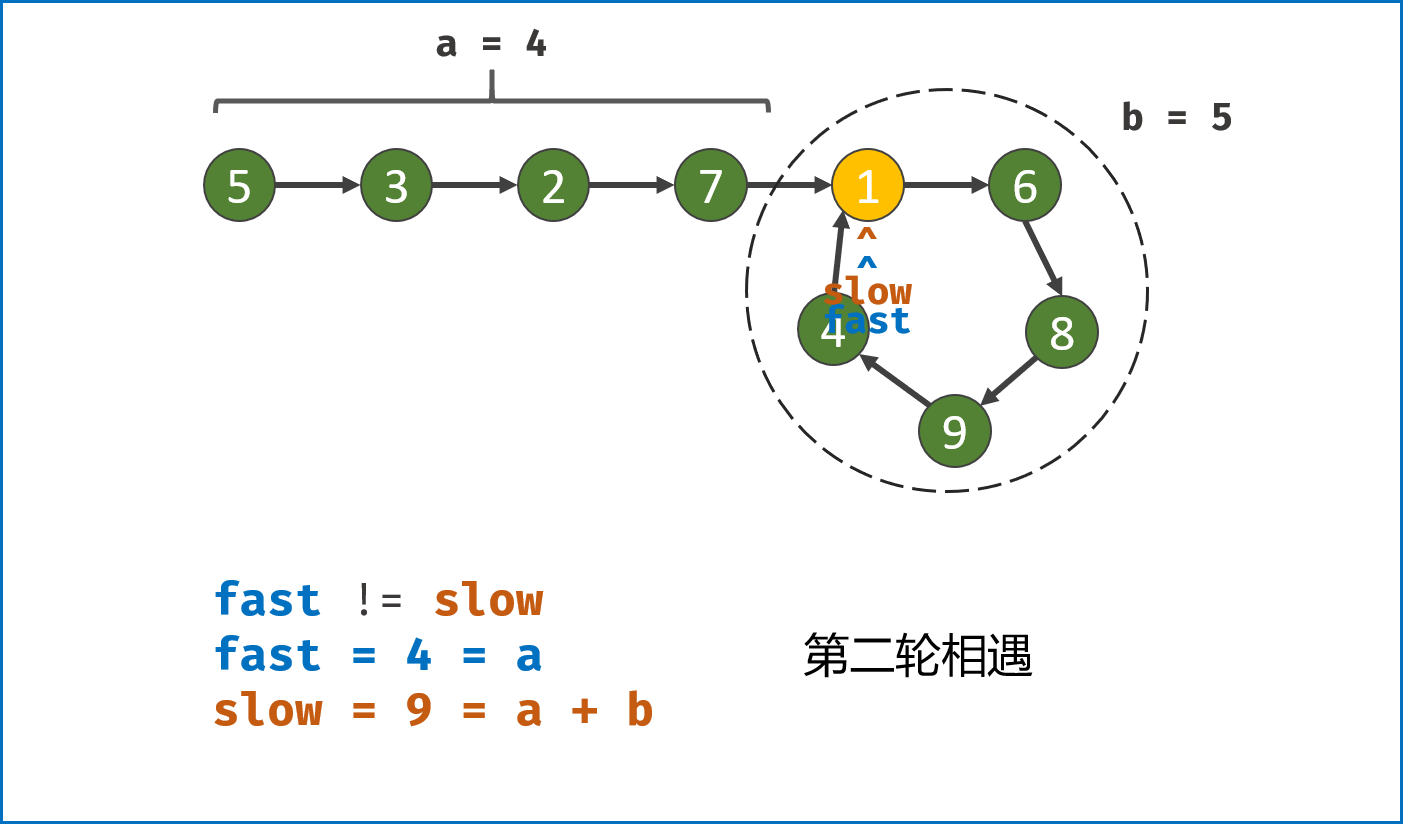 a = 4
b = 5
5 3 2 7 1 6
^
^
slow
fast
4 8
9
fast != slow
fast = 4 = a
第二轮相遇
slow = 9 = a + b